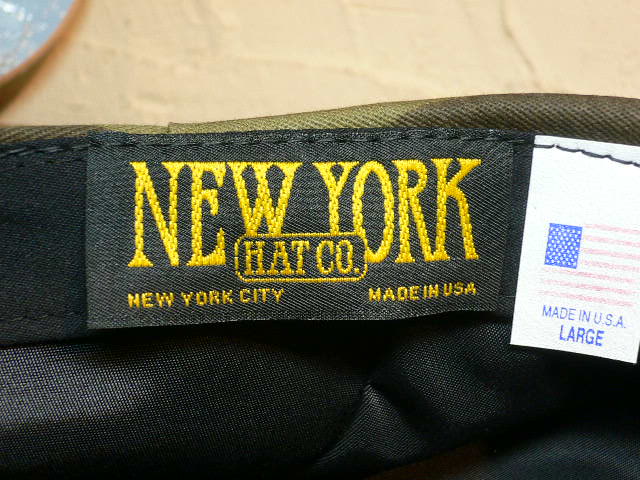 NEW YORK
HAT CO.
NEW YORK CITY MADE IN USA
MADE IN U.S.A.
LARGE